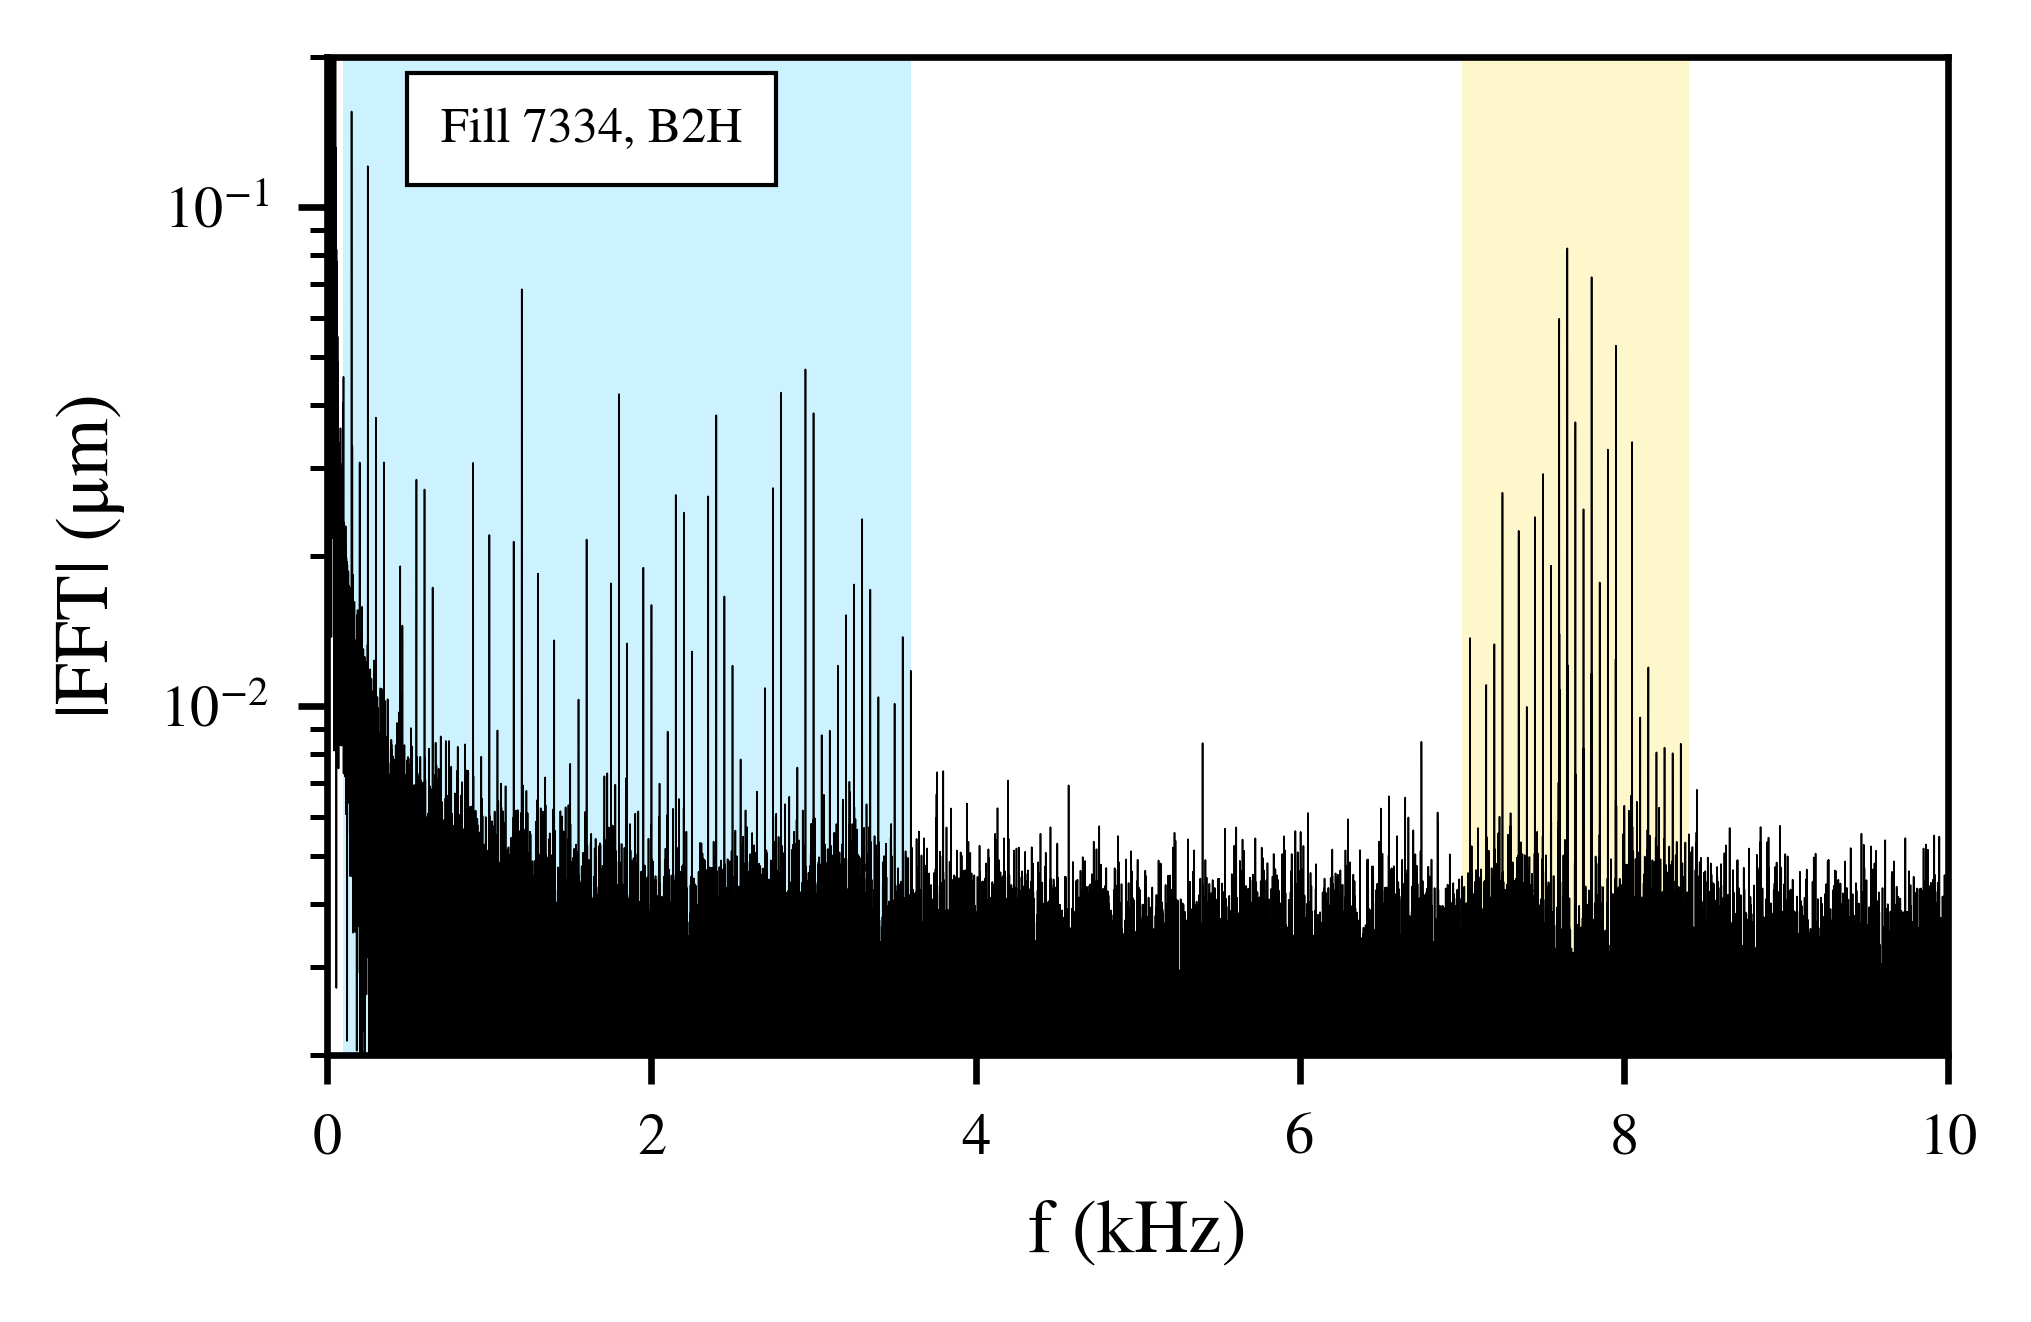 Fill 7334, B2H
10⁻¹
10⁻²
|FFT| (μm)
0 2 4 6 8 10
f (kHz)